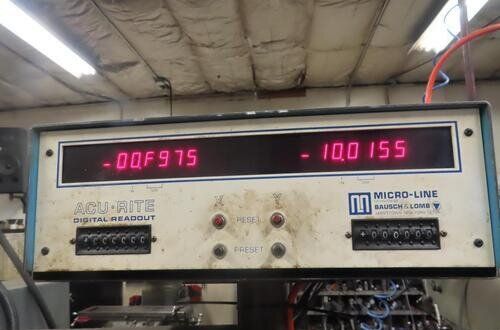 -00.F975
-10.0155
ACU·RITE
DIGITAL READOUT
X
Y
RESET
PRESET
MICRO-LINE
BAUSCH & LOMB